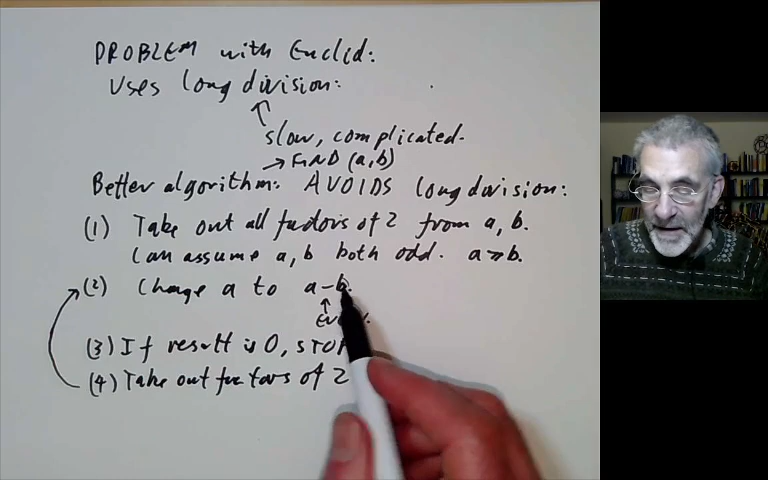 PROBLEM with Euclid:
Uses long division:
↑
slow, complicated.
→ FIND (a,b)
Better algorithm: AVOIDS long division:
(1) Take out all factors of 2 from a, b.
Can assume a, b both odd. a≥b.
(2) Change a to a-b.
↑
(3) If result is 0, STOP
(4) Take out factors of 2